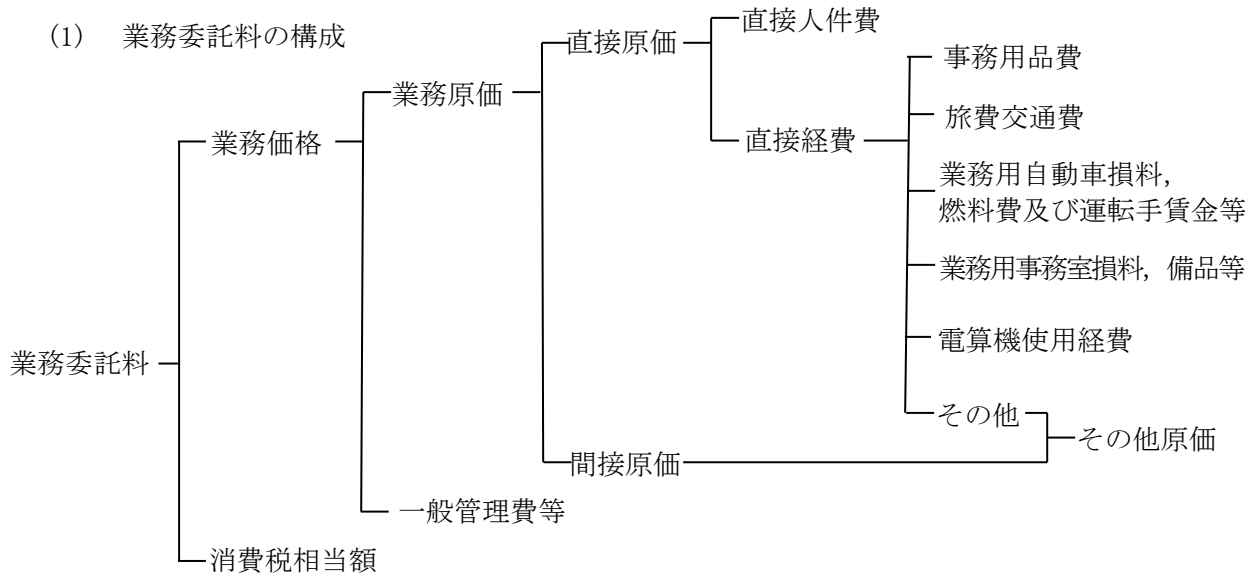 (1) 業務委託料の構成
直接原価
直接人件費
事務用品費
業務原価
旅費交通費
業務価格
直接経費
業務用自動車損料,
燃料費及び運転手賃金等
業務用事務室損料, 備品等
電算機使用経費
業務委託料
その他
その他原価
間接原価
一般管理費等
消費税相当額